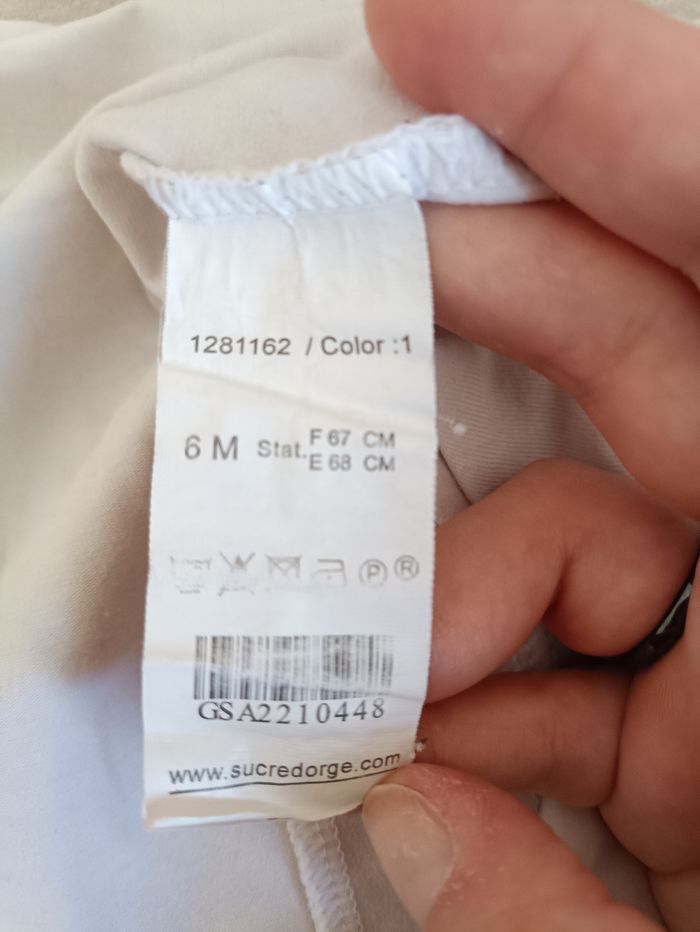 1281162 / Color :1
6 M Stat. F 67 CM
E 68 CM
P R
GSA2210448
www.sucredorge.com